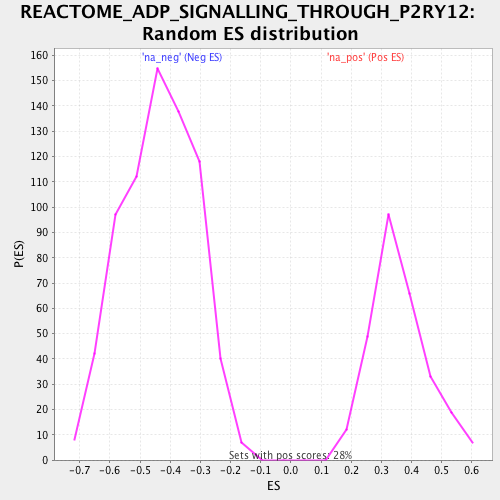 REACTOME_ADP_SIGNALLING_THROUGH_P2RY12:
Random ES distribution
'na_neg' (Neg ES)
'na_pos' (Pos ES)
160
150
140
130
120
110
100
90
80
70
60
50
40
30
20
10
0
P(ES)
Sets with pos scores: 28%
-0.7 -0.6 -0.5 -0.4 -0.3 -0.2 -0.1 0.0 0.1 0.2 0.3 0.4 0.5 0.6
ES